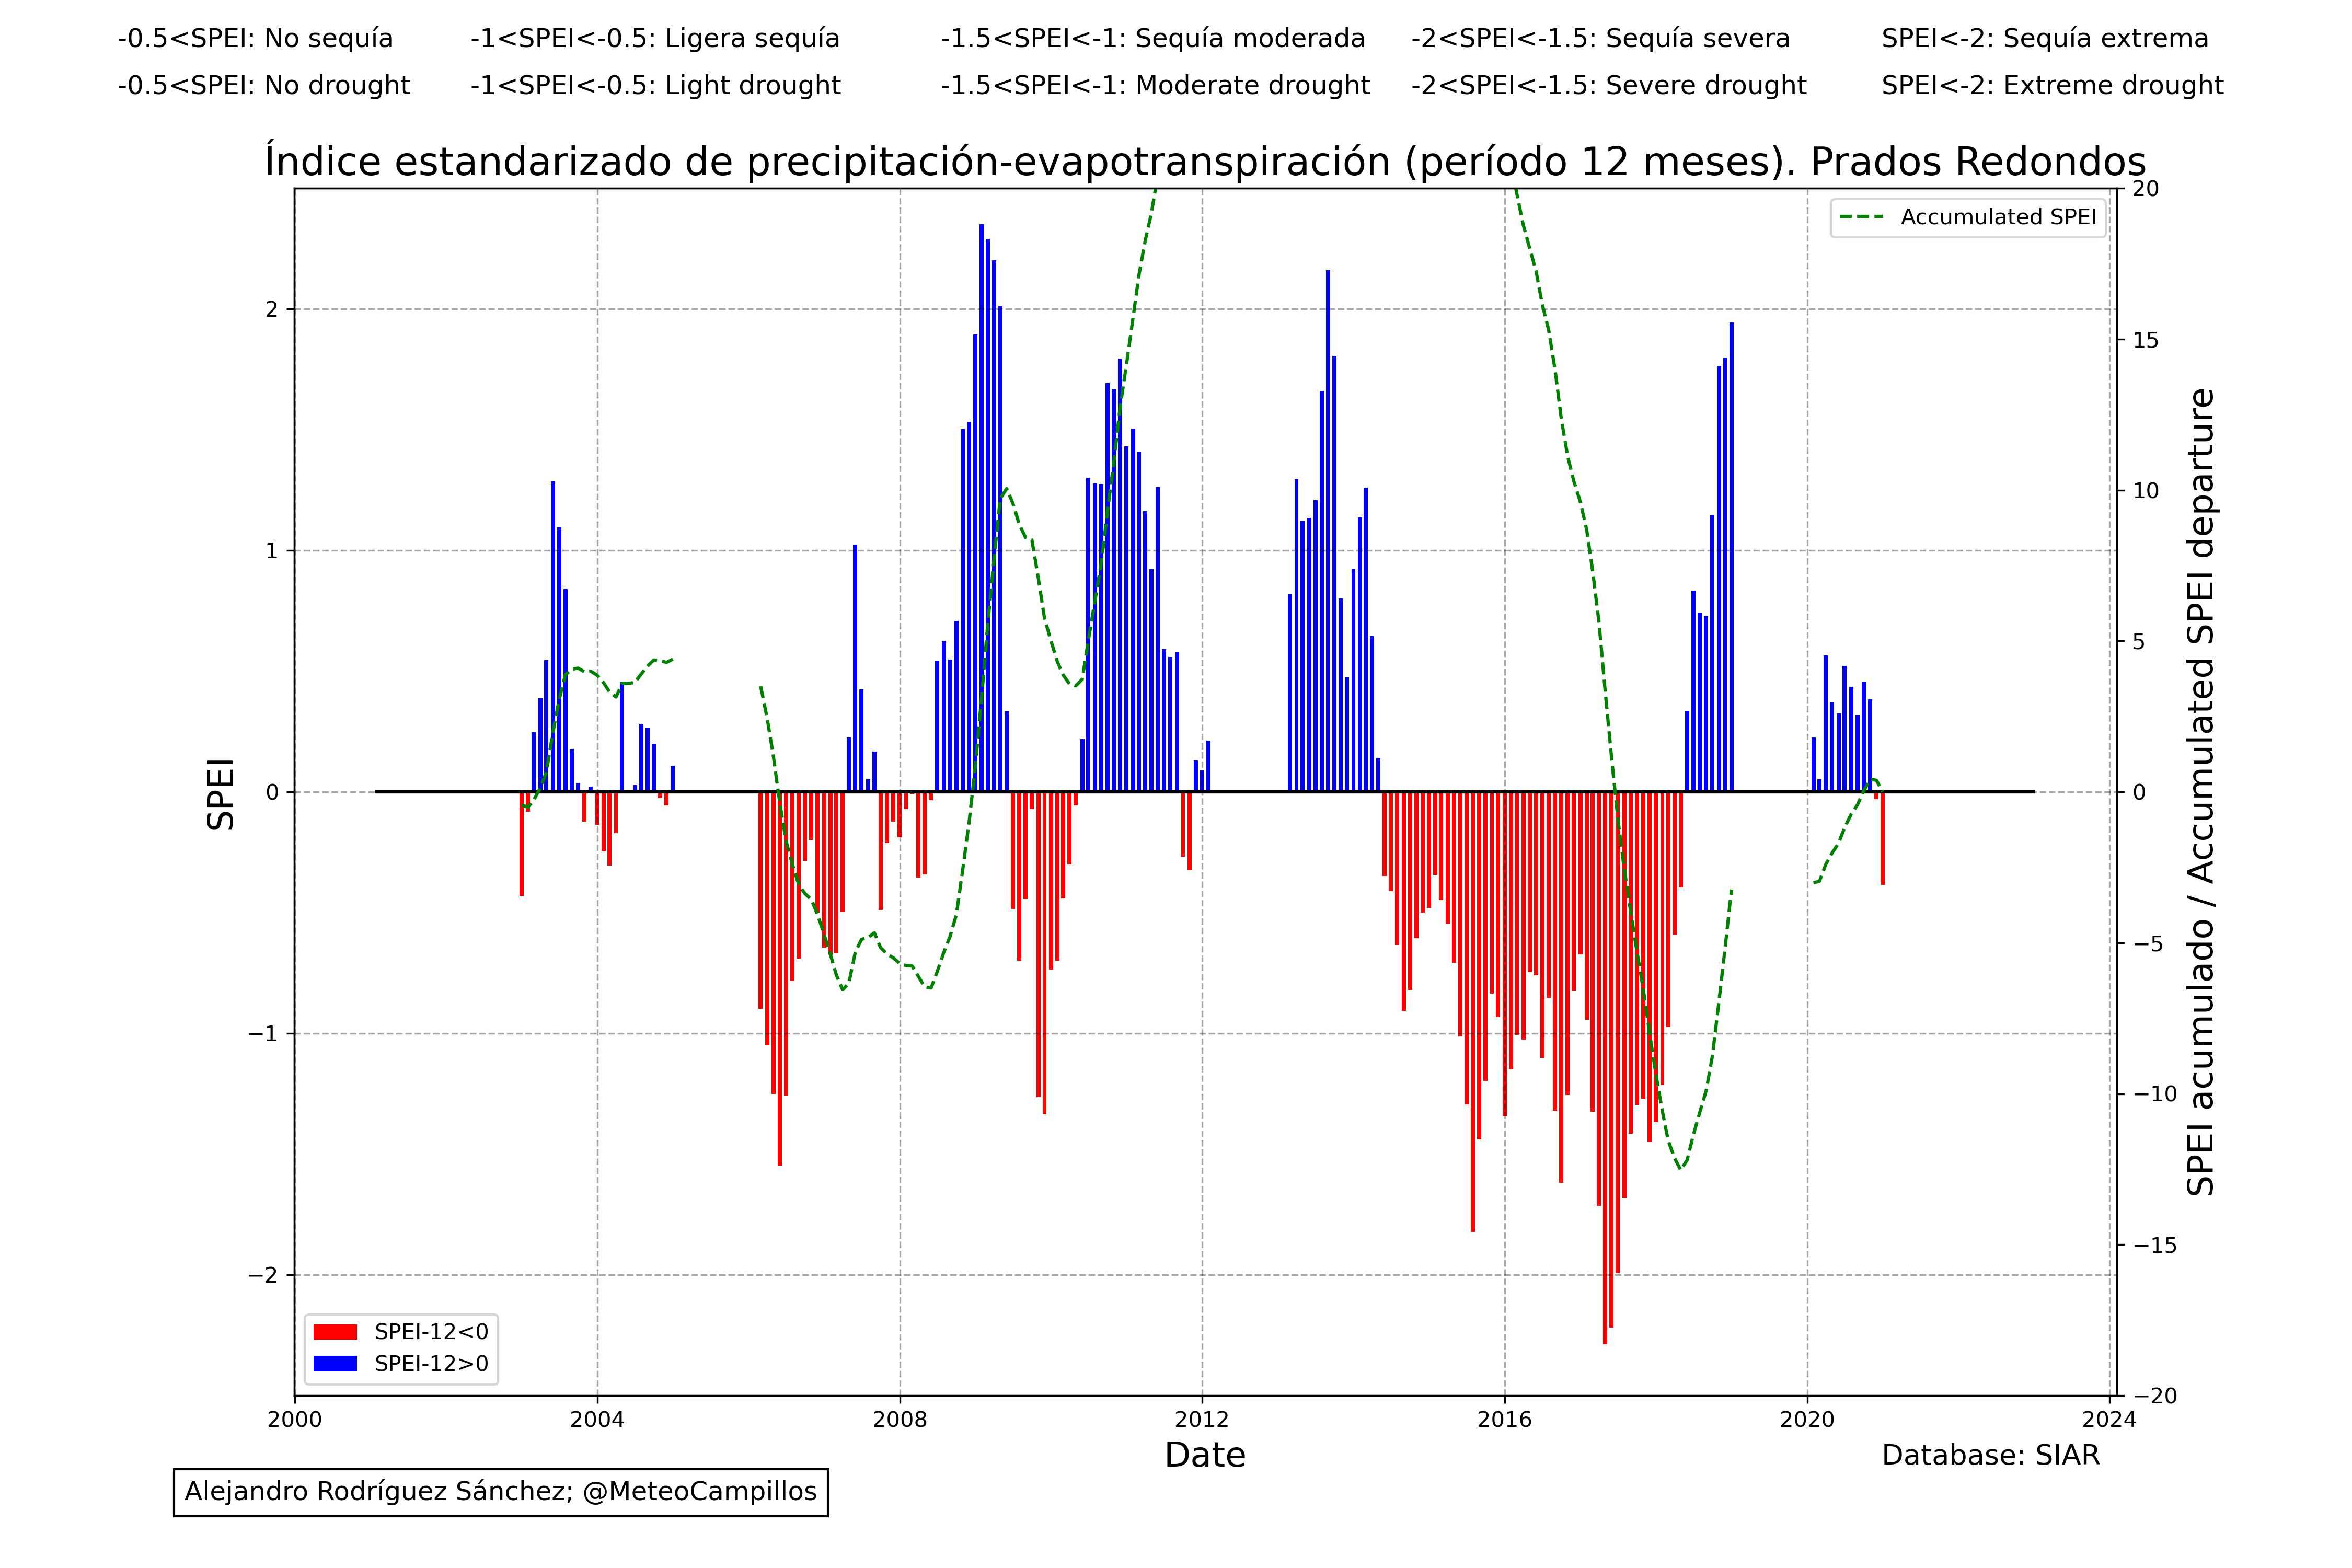 -0.5<SPEI: No sequía -1<SPEI<-0.5: Ligera sequía -1.5<SPEI<-1: Sequía moderada -2<SPEI<-1.5: Sequía severa SPEI<-2: Sequía extrema
-0.5<SPEI: No drought -1<SPEI<-0.5: Light drought -1.5<SPEI<-1: Moderate drought -2<SPEI<-1.5: Severe drought SPEI<-2: Extreme drought
Índice estandarizado de precipitación-evapotranspiración (período 12 meses). Prados Redondos
Accumulated SPEI
SPEI
2
1
0
−1
−2
20
15
10
5
0
−5
−10
−15
−20
SPEI acumulado / Accumulated SPEI departure
SPEI-12<0
SPEI-12>0
2000 2004 2008 2012 2016 2020 2024
Date
Database: SIAR
Alejandro Rodríguez Sánchez; @MeteoCampillos